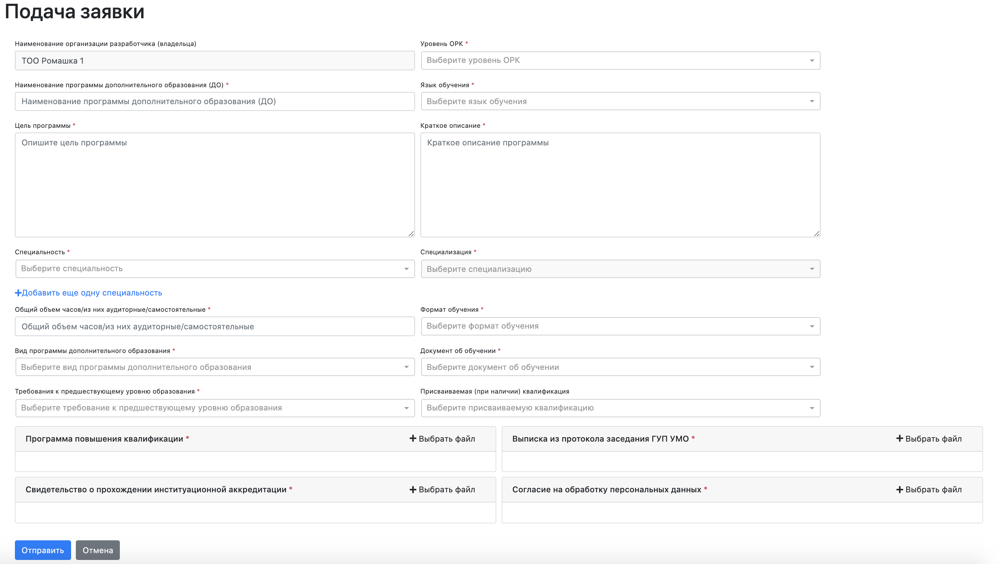 Подача заявки
Наименование организации разработчика (владельца)
Уровень ОРК *
ТОО Ромашка 1
Выберите уровень ОРК
Наименование программы дополнительного образования (ДО) *
Язык обучения *
Наименование программы дополнительного образования (ДО)
Выберите язык обучения
Цель программы *
Краткое описание *
Опишите цель программы
Краткое описание программы
Специальность *
Специализация *
Выберите специальность
Выберите специализацию
+Добавить еще одну специальность
Общий объем часов/из них аудиторные/самостоятельные *
Формат обучения *
Общий объем часов/из них аудиторные/самостоятельные
Выберите формат обучения
Вид программы дополнительного образования *
Документ об обучении *
Выберите вид программы дополнительного образования
Выберите документ об обучении
Требования к предшествующему уровню образования *
Присваиваемая (при наличии) квалификация
Выберите требование к предшествующему уровню образования
Выберите присваиваемую квалификацию
Программа повышения квалификации *
+ Выбрать файл
Выписка из протокола заседания ГУП УМО *
+ Выбрать файл
Свидетельство о прохождении институционной аккредитации *
+ Выбрать файл
Согласие на обработку персональных данных *
+ Выбрать файл
Отправить
Отмена